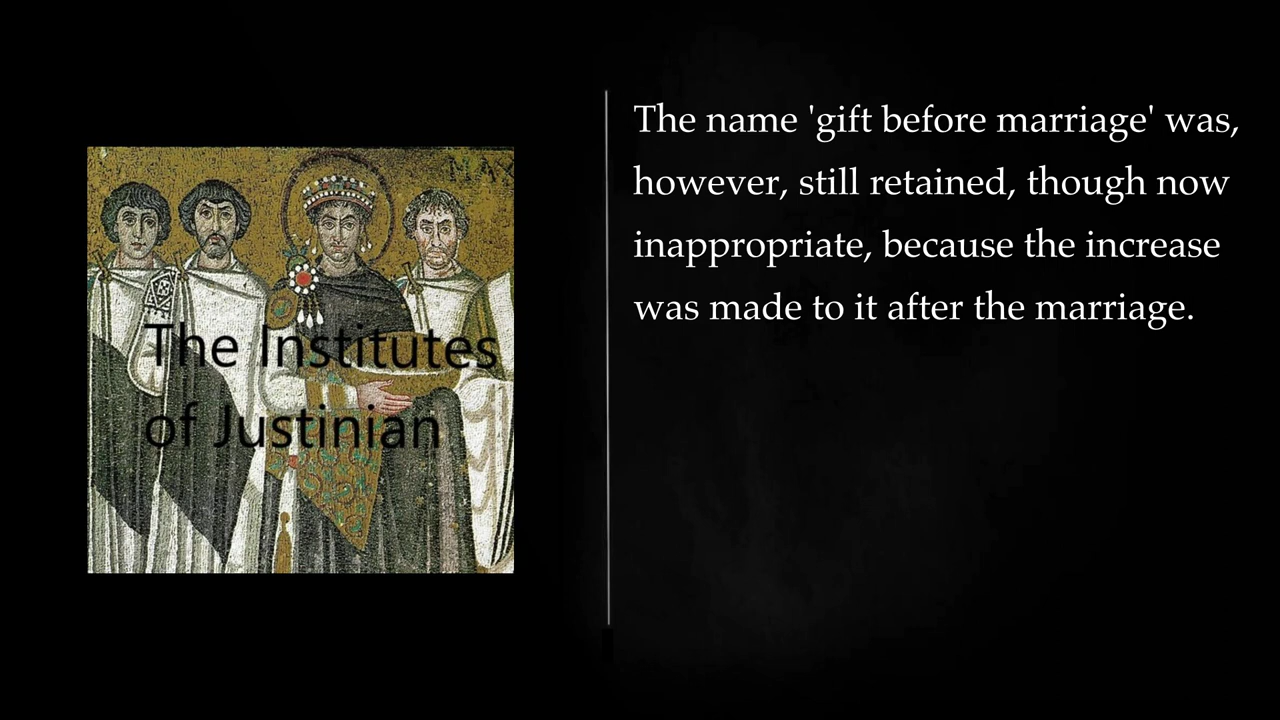 The Institutes
of Justinian
The name 'gift before marriage' was,
however, still retained, though now
inappropriate, because the increase
was made to it after the marriage.